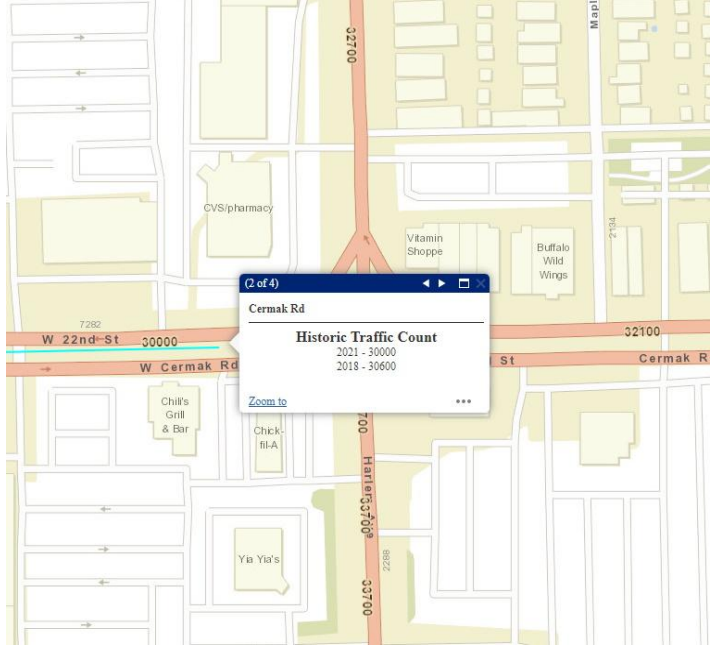 32700
Mapl
CVS/pharmacy
2134
Vitamin
Shoppe
Buffalo
Wild
Wings
(2 of 4)
Cermak Rd
Historic Traffic Count
2021 - 30000
2018 - 30600
Zoom to
7282
W 22nd St
30000
32100
W Cermak Rd
St
Cermak R
Chili's
Grill
& Bar
Chick-
fil-A
700
Harlem Ave
33700
Yia Yia's
2288
33700